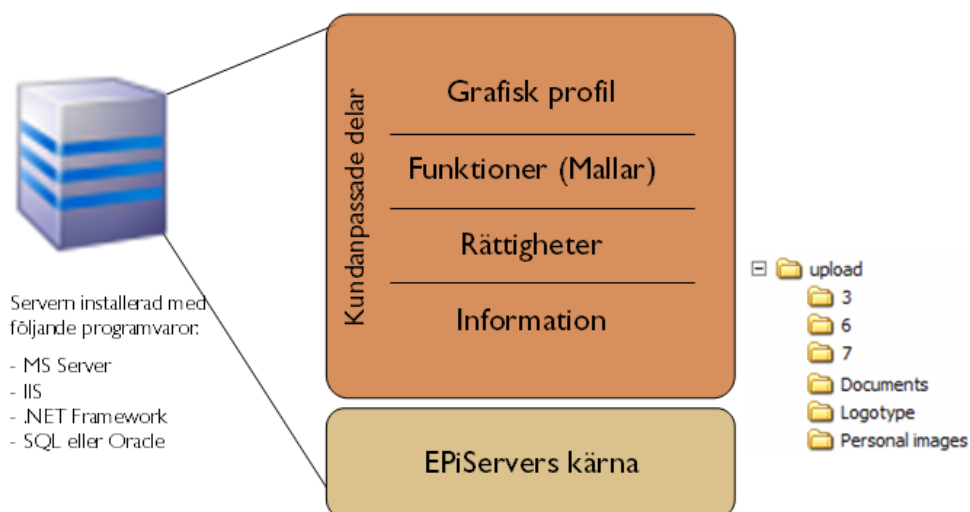 Servern installerad med
följande programvaror:
- MS Server
- IIS
- .NET Framework
- SQL eller Oracle
Kundanpassade delar
Grafisk profil
Funktioner (Mallar)
Rättigheter
Information
EPiServers kärna
upload
3
6
7
Documents
Logotype
Personal images